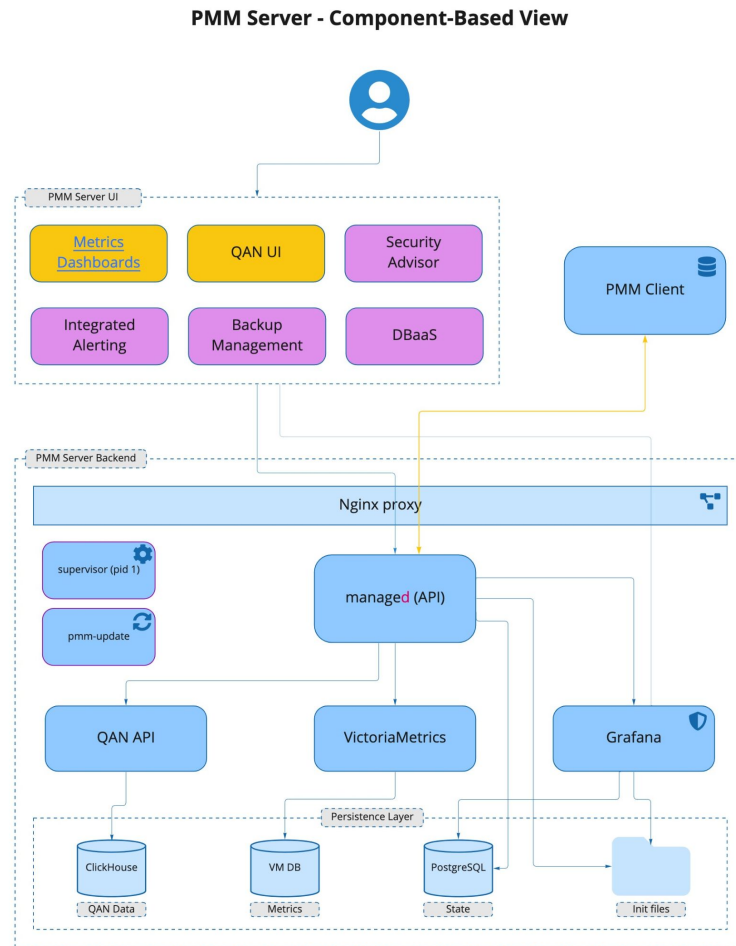 PMM Server - Component-Based View
PMM Server UI
Metrics
Dashboards
QAN UI
Security
Advisor
Integrated
Alerting
Backup
Management
DBaaS
PMM Client
PMM Server Backend
Nginx proxy
supervisor (pid 1)
managed (API)
pmm-update
QAN API
VictoriaMetrics
Grafana
Persistence Layer
ClickHouse
VM DB
PostgreSQL
QAN Data
Metrics
State
Init files